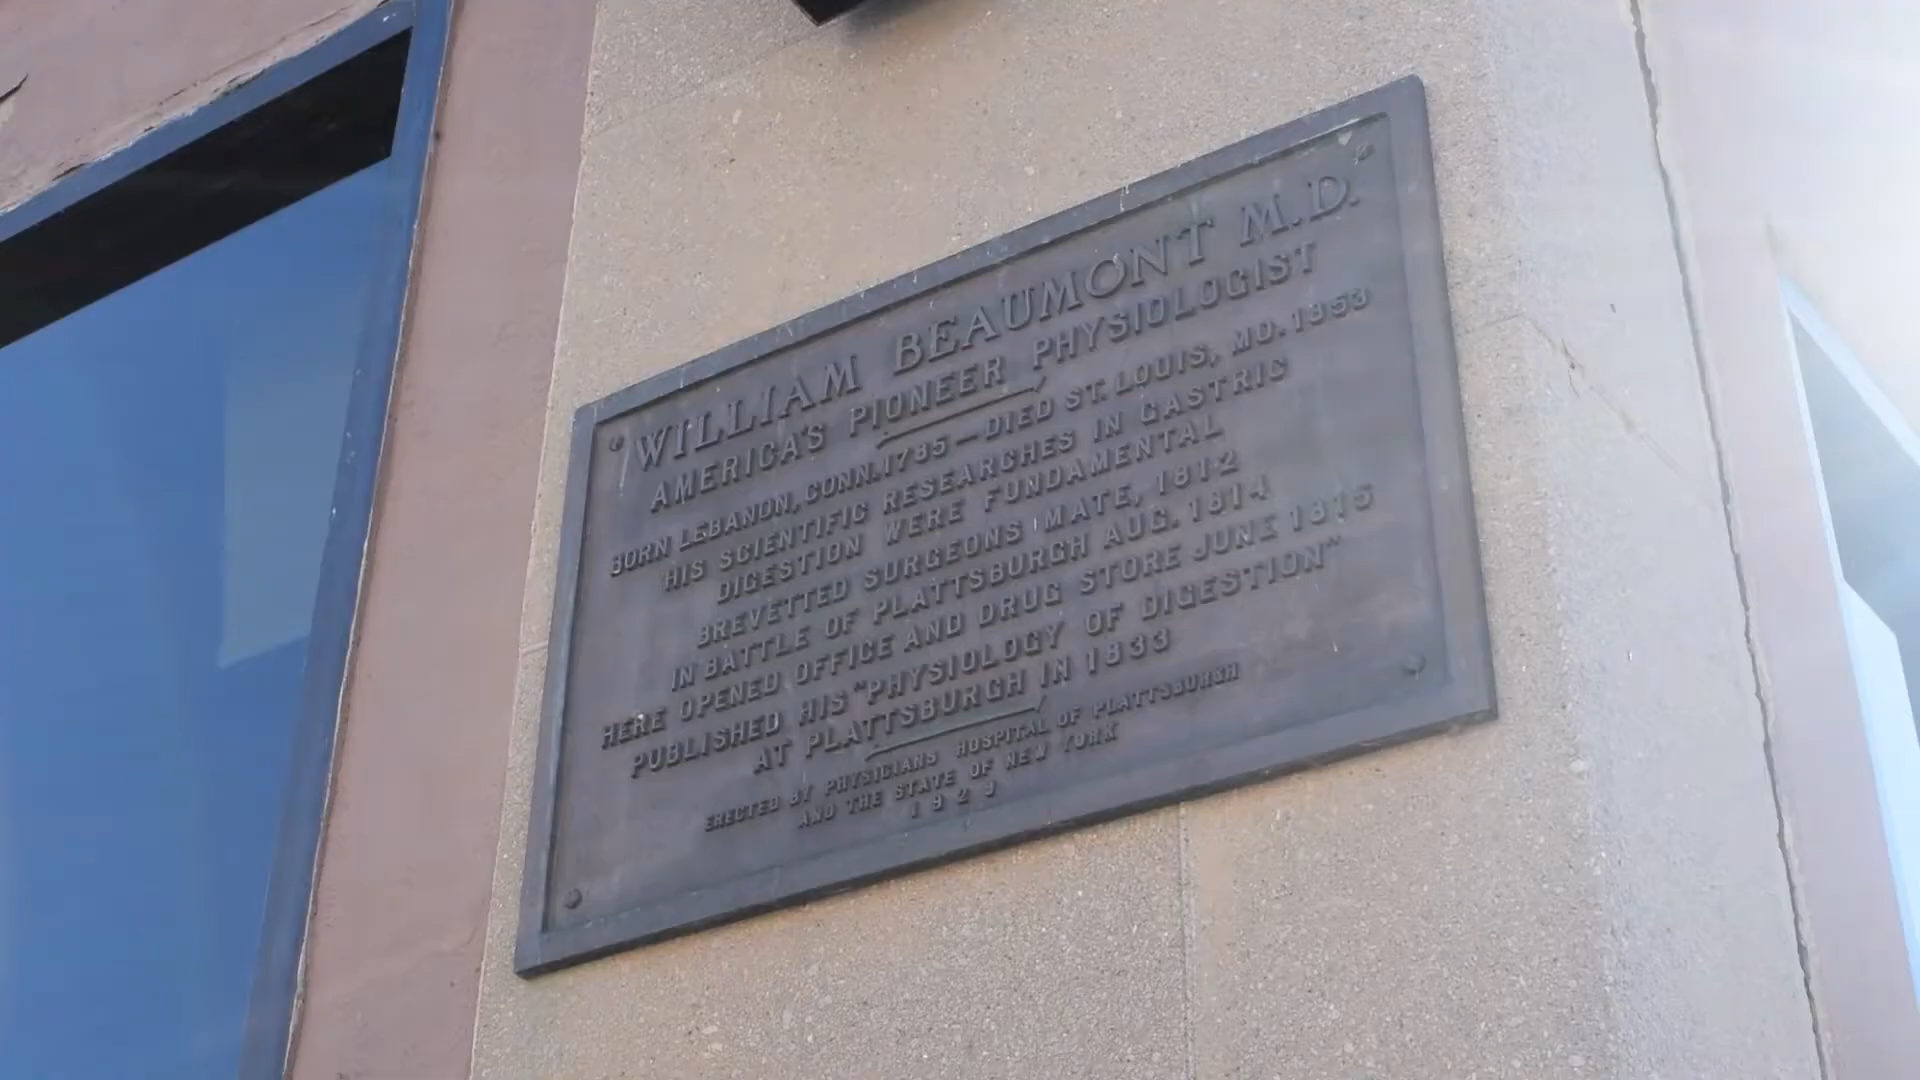 WILLIAM BEAUMONT M.D.
AMERICA'S PIONEER PHYSIOLOGIST
BORN LEBANON, CONN. 1785 — DIED ST. LOUIS, MO. 1853
HIS SCIENTIFIC RESEARCHES IN GASTRIC
DIGESTION WERE FUNDAMENTAL
BREVETTED SURGEONS MATE, 1812
IN BATTLE OF PLATTSBURGH AUG. 1814
HERE OPENED OFFICE AND DRUG STORE JUNE 1815
PUBLISHED HIS "PHYSIOLOGY OF DIGESTION"
AT PLATTSBURGH IN 1833
ERECTED BY PHYSICIANS HOSPITAL OF PLATTSBURGH
AND THE STATE OF NEW YORK
1929